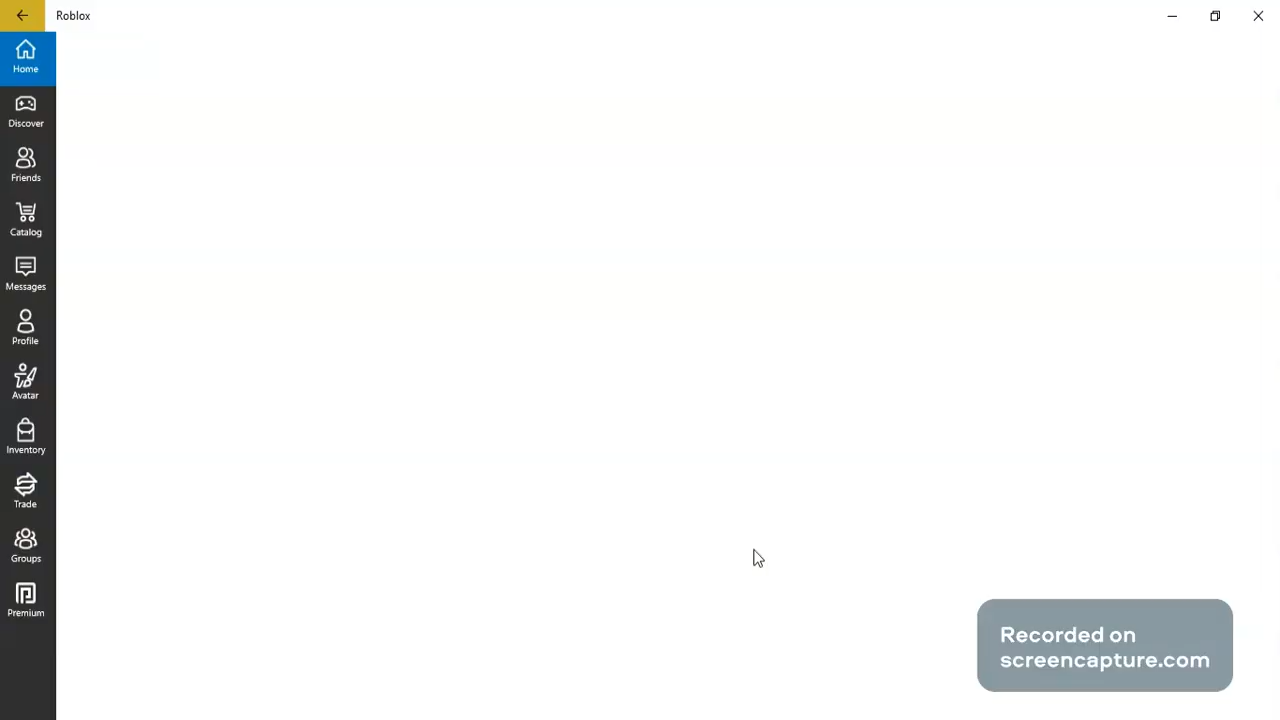 Roblox
Home
Discover
Friends
Catalog
Messages
Profile
Avatar
Inventory
Trade
Groups
Premium
Recorded on
screencapture.com